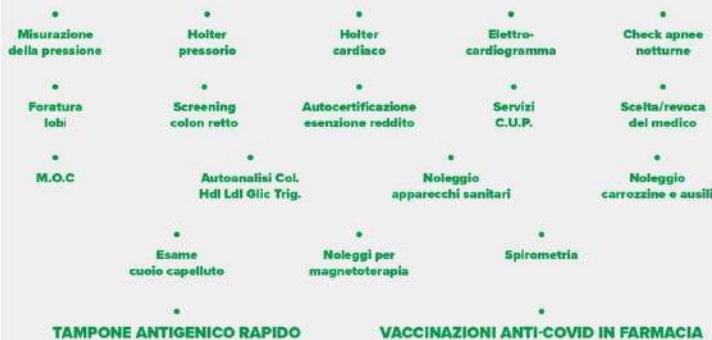 Misurazione
della pressione
Holter
pressorio
Holter
cardiaco
Elettro-
cardiogramma
Check apnee
notturne
Foratura
lobi
Screening
colon retto
Autocertificazione
esenzione reddito
Servizi
C.U.P.
Scelta/revoca
del medico
M.O.C
Autoanalisi Col.
Hdl Ldl Glic Trig.
Noleggio
apparecchi sanitari
Noleggio
carrozzine e ausili
Esame
cuoio capelluto
Noleggi per
magnetoterapia
Spirometria
TAMPONE ANTIGENICO RAPIDO
VACCINAZIONI ANTI-COVID IN FARMACIA